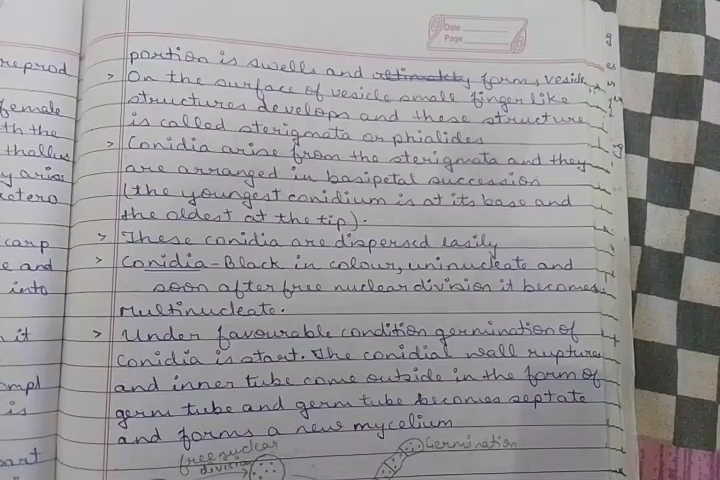 Date
Page
portion is swells and ultimately forms vesicle
> On the surface of vesicle small finger like
structures develops and these structure
is called sterigmata or phialides
> Conidia arise from the sterigmata and they
are arranged in basipetal succession
(the youngest conidium is at its base and
the oldest at the tip).
> These conidia are dispersed easily
> Conidia - Black in colour, uninucleate and
soon after free nuclear division it becomes
Multinucleate.
> Under favourable condition germination of
Conidia is start. The conidial wall rupture
and inner tube come outside in the form of
germ tube and germ tube becomes septate
and forms a new mycelium
free nuclear
division
Germination
reprod
female
th the
thallus
y arise
carp
e and
into
it
ompl
is
part